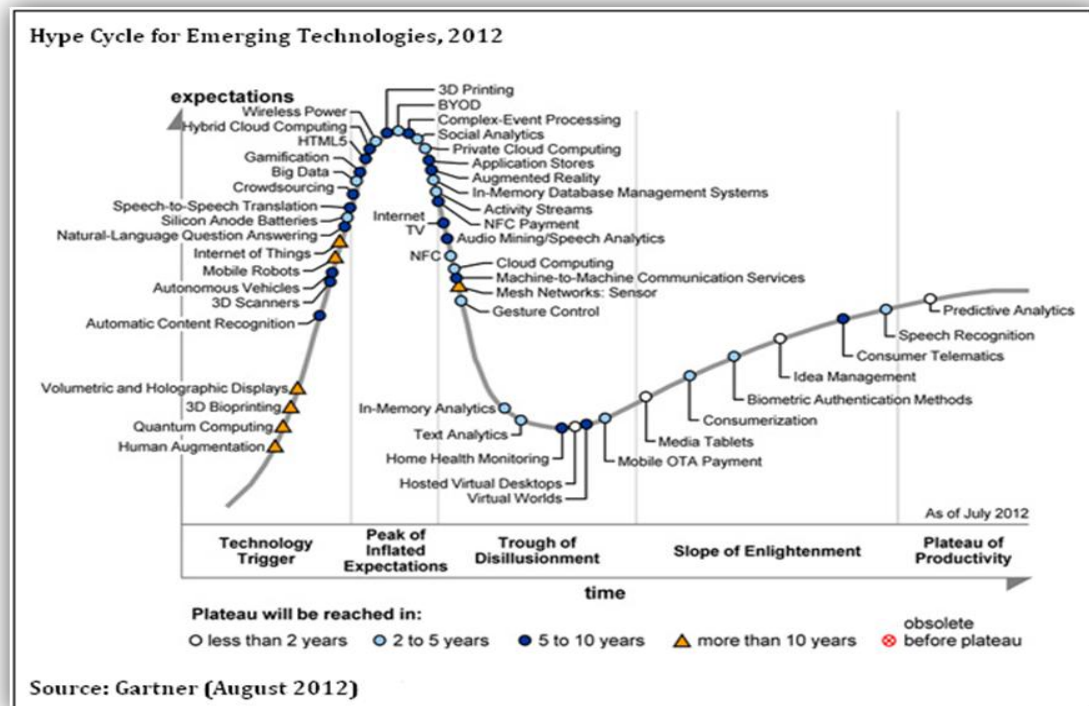 Hype Cycle for Emerging Technologies, 2012
expectations
3D Printing
BYOD
Complex-Event Processing
Social Analytics
Private Cloud Computing
Application Stores
Augmented Reality
In-Memory Database Management Systems
Activity Streams
NFC Payment
Audio Mining/Speech Analytics
Cloud Computing
Machine-to-Machine Communication Services
Mesh Networks: Sensor
Gesture Control
Wireless Power
Hybrid Cloud Computing
HTML5
Gamification
Big Data
Crowdsourcing
Speech-to-Speech Translation
Silicon Anode Batteries
Natural-Language Question Answering
Internet of Things
Mobile Robots
Autonomous Vehicles
3D Scanners
Automatic Content Recognition
Volumetric and Holographic Displays
3D Bioprinting
Quantum Computing
Human Augmentation
Internet
TV
NFC
In-Memory Analytics
Text Analytics
Home Health Monitoring
Hosted Virtual Desktops
Virtual Worlds
Mobile OTA Payment
Media Tablets
Consumerization
Biometric Authentication Methods
Idea Management
Consumer Telematics
Speech Recognition
Predictive Analytics
As of July 2012
Technology
Trigger
Peak of
Inflated
Expectations
Trough of
Disillusionment
Slope of Enlightenment
Plateau of
Productivity
time
Plateau will be reached in:
less than 2 years
2 to 5 years
5 to 10 years
more than 10 years
obsolete
before plateau
Source: Gartner (August 2012)